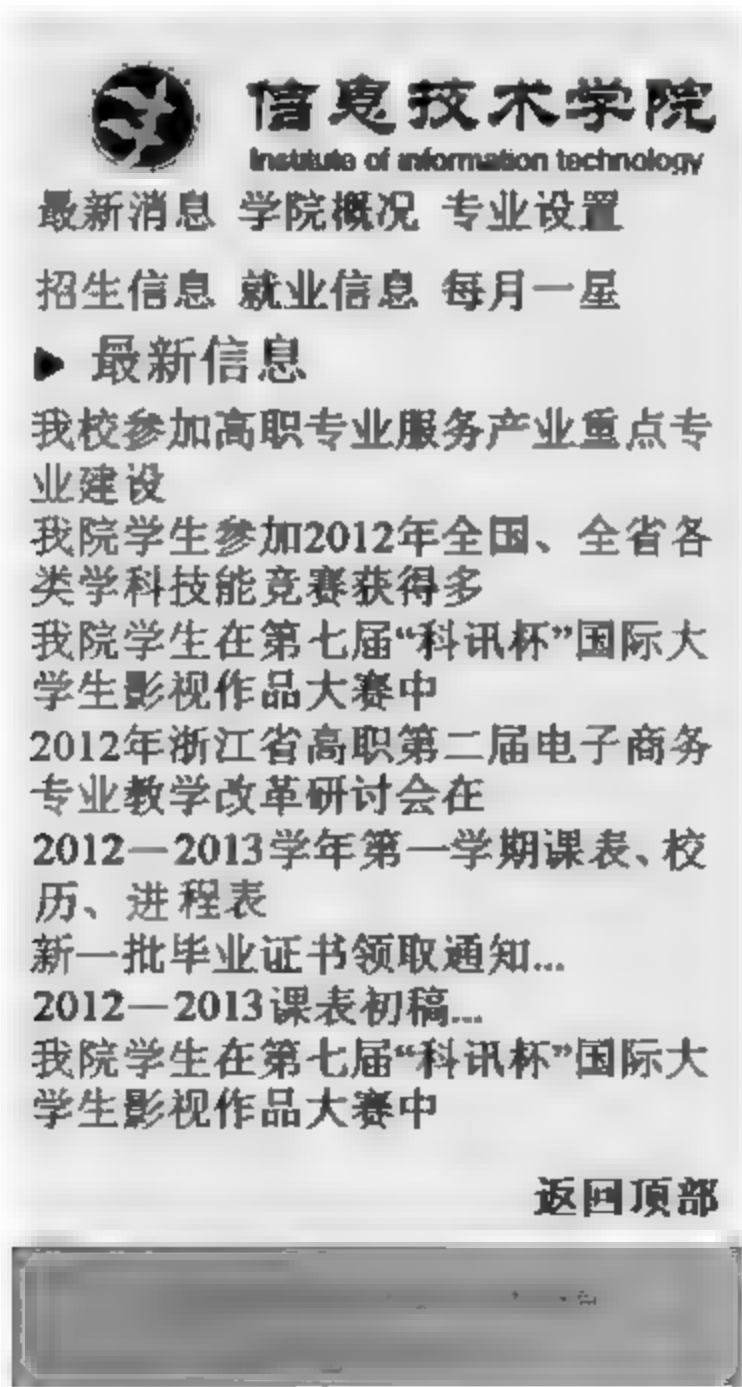 信息技术学院
Institute of information technology
最新消息 学院概况 专业设置
招生信息 就业信息 每月一星
▶ 最新信息
我校参加高职专业服务产业重点专
业建设
我院学生参加2012年全国、全省各
类学科技能竞赛获得多
我院学生在第七届“科讯杯”国际大
学生影视作品大赛中
2012年浙江省高职第二届电子商务
专业教学改革研讨会在
2012—2013学年第一学期课表、校
历、进程表
新一批毕业证书领取通知...
2012—2013课表初稿...
我院学生在第七届“科讯杯”国际大
学生影视作品大赛中
返回顶部